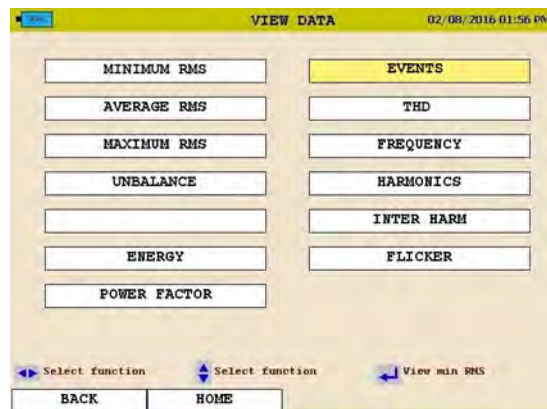 VIEW DATA 02/08/2016 01:56 PM
MINIMUM RMS EVENTS
AVERAGE RMS THD
MAXIMUM RMS FREQUENCY
UNBALANCE HARMONICS
INTER HARM
ENERGY FLICKER
POWER FACTOR
Select function Select function View min RMS
BACK HOME